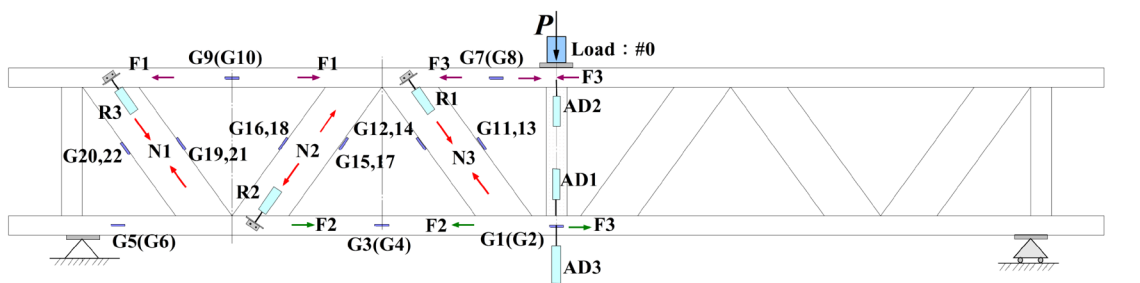 P
Load：#0
G9(G10)
G7(G8)
F1
F1
F3
F3
R3
R1
AD2
G16,18
G12,14
G11,13
G20,22
N1
G19,21
N2
G15,17
N3
R2
AD1
F2
F2
F3
G5(G6)
G3(G4)
G1(G2)
AD3